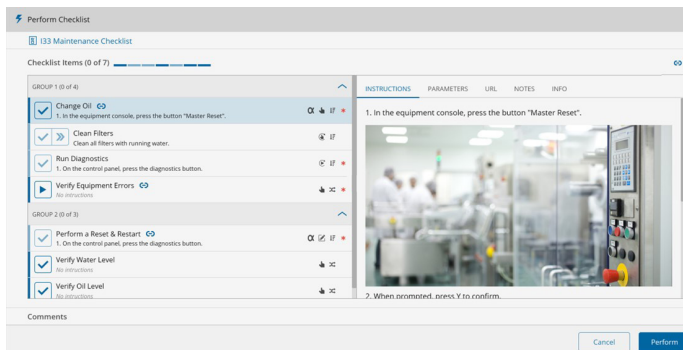 Perform Checklist
I33 Maintenance Checklist
Checklist Items (0 of 7)
GROUP 1 (0 of 4)
Change Oil
1. In the equipment console, press the button "Master Reset".
Clean Filters
Clean all filters with running water.
Run Diagnostics
1. On the control panel, press the diagnostics button.
Verify Equipment Errors
No intructions
GROUP 2 (0 of 3)
Perform a Reset & Restart
1. On the control panel, press the diagnostics button.
Verify Water Level
No intructions
Verify Oil Level
No intructions
INSTRUCTIONS PARAMETERS URL NOTES INFO
1. In the equipment console, press the button "Master Reset".
2. When prompted, press Y to confirm.
Comments
Cancel Perform